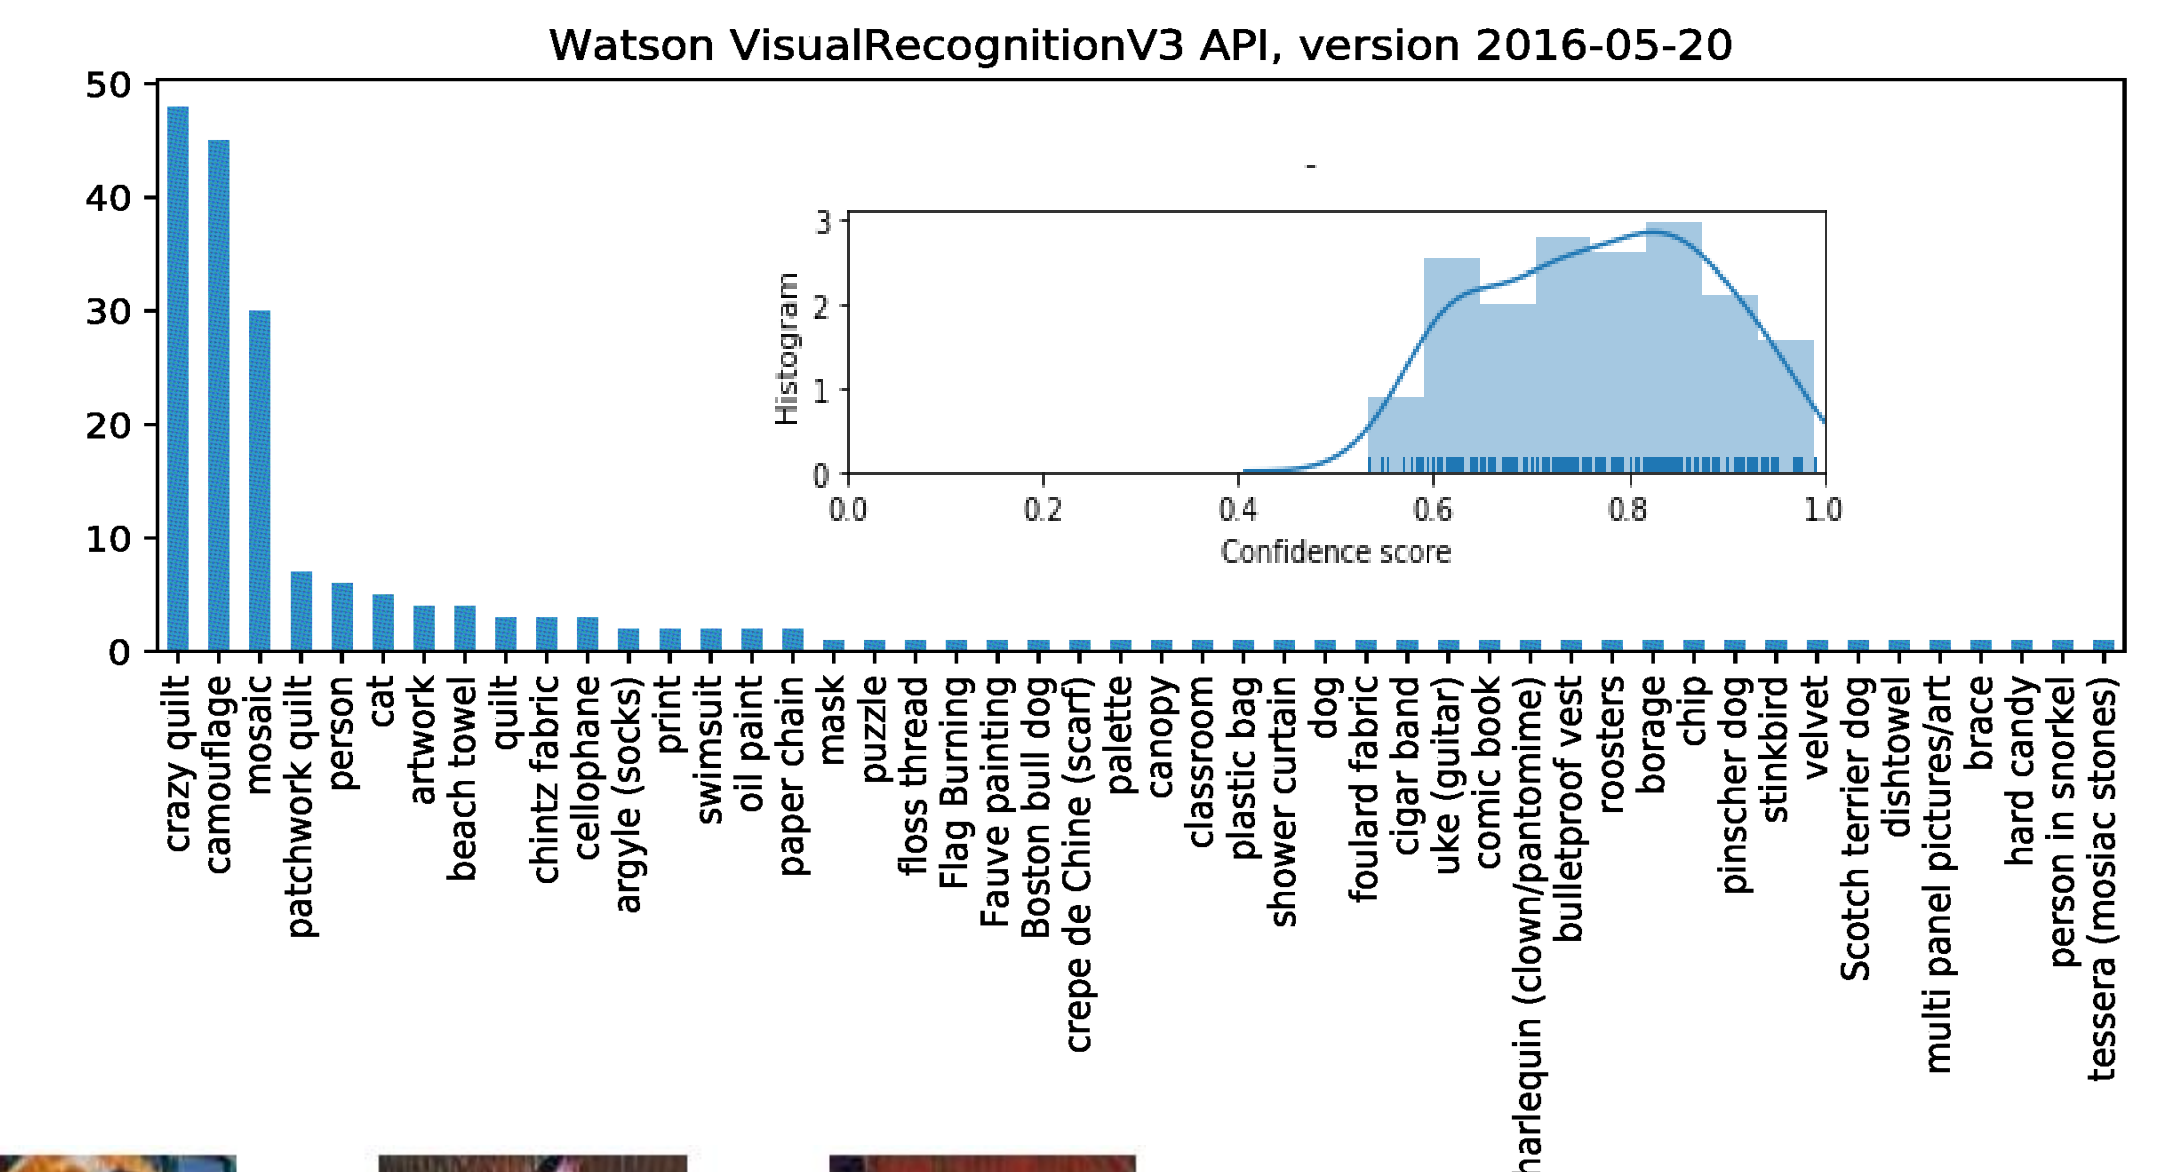 Watson VisualRecognitionV3 API, version 2016-05-20
50
40
30
20
10
0
-
Histogram
3
2
1
0
0.0 0.2 0.4 0.6 0.8 1.0
Confidence score
crazy quilt
camouflage
mosaic
patchwork quilt
person
cat
artwork
beach towel
quilt
chintz fabric
cellophane
argyle (socks)
print
swimsuit
oil paint
paper chain
mask
puzzle
floss thread
Flag Burning
Fauve painting
Boston bull dog
crepe de Chine (scarf)
palette
canopy
classroom
plastic bag
shower curtain
dog
foulard fabric
cigar band
uke (guitar)
comic book
harlequin (clown/pantomime)
bulletproof vest
roosters
borage
chip
pinscher dog
stinkbird
velvet
Scotch terrier dog
dishtowel
multi panel pictures/art
brace
hard candy
person in snorkel
tessera (mosiac stones)